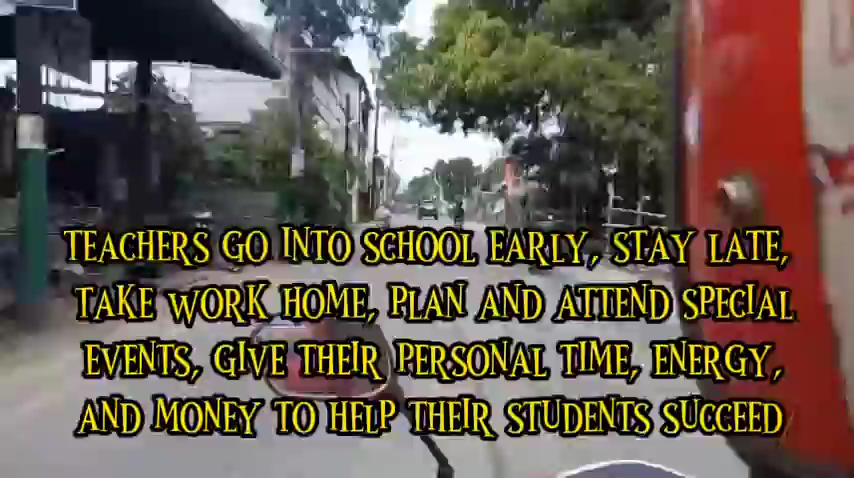 TEACHERS GO INTO SCHOOL EARLY, STAY LATE,
TAKE WORK HOME, PLAN AND ATTEND SPECIAL
EVENTS, GIVE THEIR PERSONAL TIME, ENERGY,
AND MONEY TO HELP THEIR STUDENTS SUCCEED